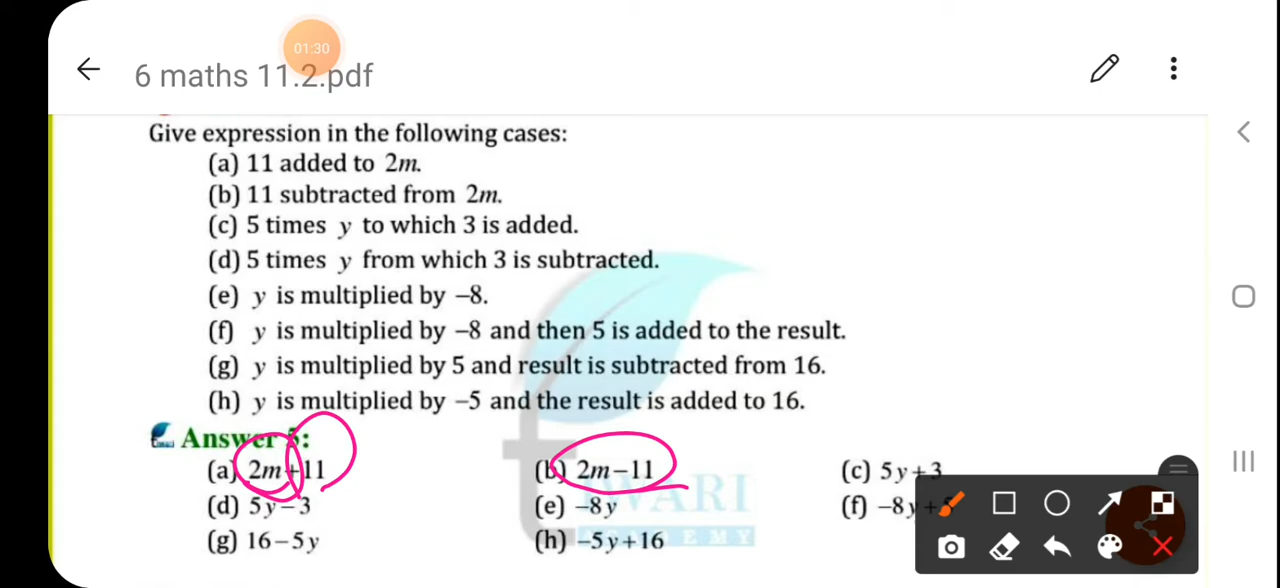 01:30
6 maths 11.2.pdf
Give expression in the following cases:
(a) 11 added to 2m.
(b) 11 subtracted from 2m.
(c) 5 times y to which 3 is added.
(d) 5 times y from which 3 is subtracted.
(e) y is multiplied by −8.
(f) y is multiplied by −8 and then 5 is added to the result.
(g) y is multiplied by 5 and result is subtracted from 16.
(h) y is multiplied by −5 and the result is added to 16.
Answer 5:
(a) 2m+11 (b) 2m−11 (c) 5y+3
(d) 5y−3 (e) −8y (f) −8y+
(g) 16−5y (h) −5y+16
TIWARI
ACADEMY